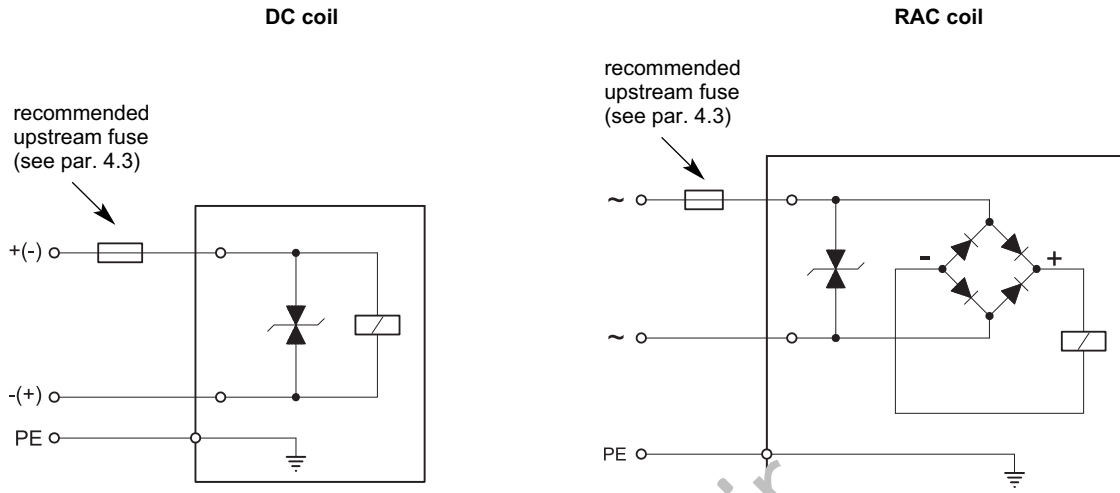 DC coil
RAC coil
recommended
upstream fuse
(see par. 4.3)
+(-)
-(+)
PE
recommended
upstream fuse
(see par. 4.3)
~
~
-
+
PE